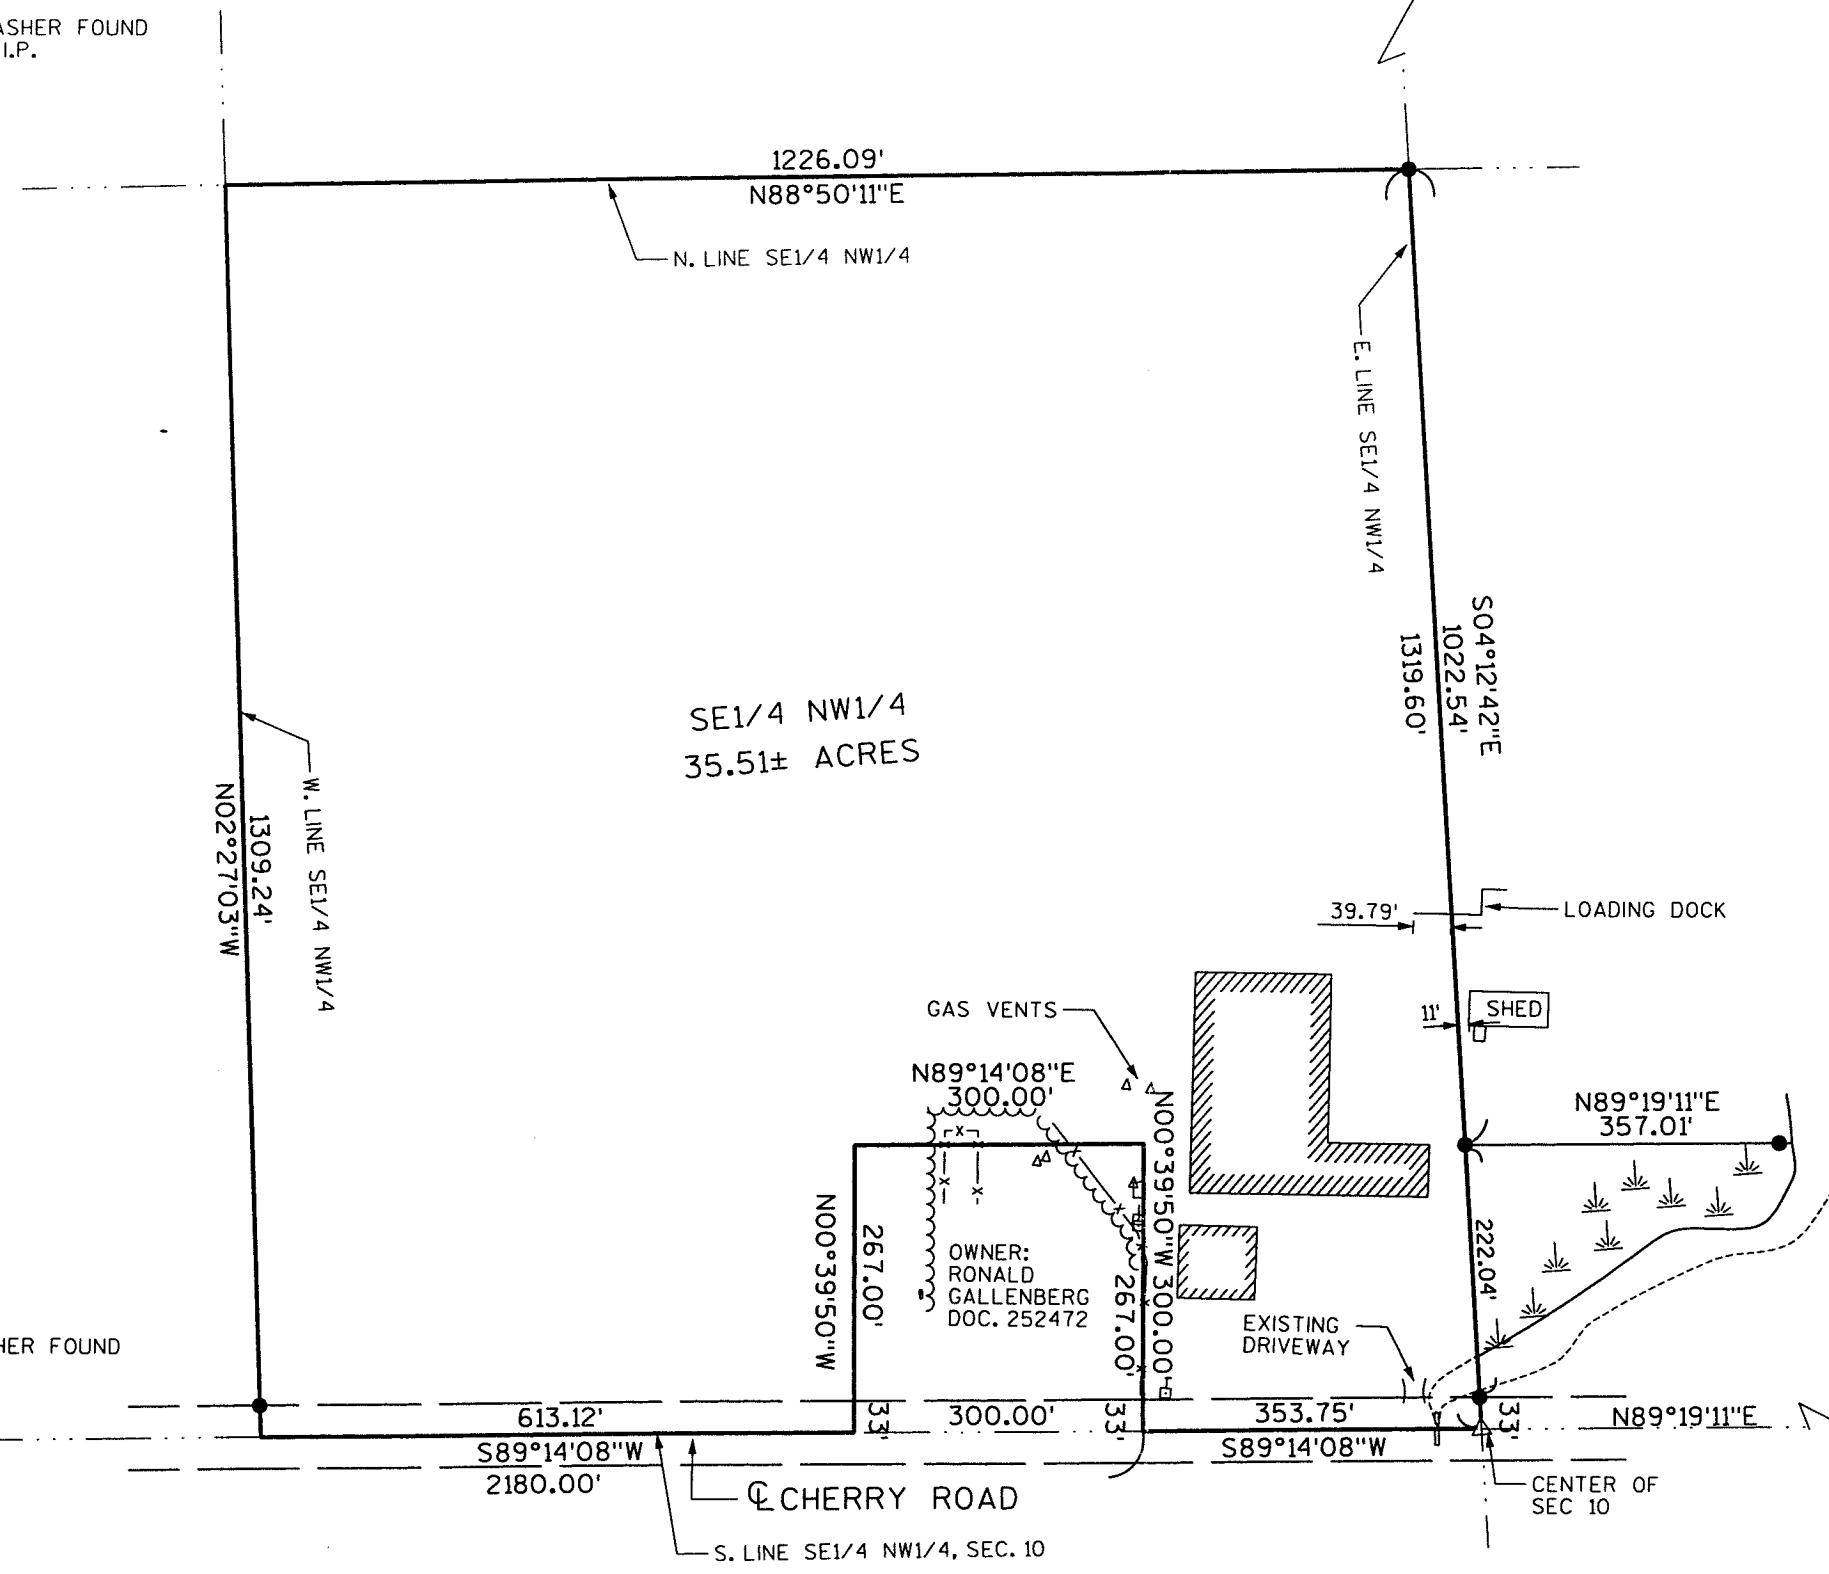 ASHER FOUND
I.P.
1226.09'
N88°50'11"E
N. LINE SE1/4 NW1/4
E. LINE SE1/4 NW1/4
S04°12'42"E
1022.54'
1319.60'
SE1/4 NW1/4
35.51± ACRES
W. LINE SE1/4 NW1/4
1309.24'
N02°27'03"W
39.79'
LOADING DOCK
11'
SHED
GAS VENTS
N89°14'08"E
300.00'
N89°19'11"E
357.01'
N00°39'50"W
267.00'
OWNER:
RONALD
GALLENBERG
DOC. 252472
267.00'
N00°39'50"W 300.00'
222.04'
EXISTING
DRIVEWAY
HER FOUND
613.12'
33'
300.00'
33'
353.75'
33'
N89°19'11"E
S89°14'08"W
S89°14'08"W
2180.00'
℄ CHERRY ROAD
CENTER OF
SEC 10
S. LINE SE1/4 NW1/4, SEC. 10